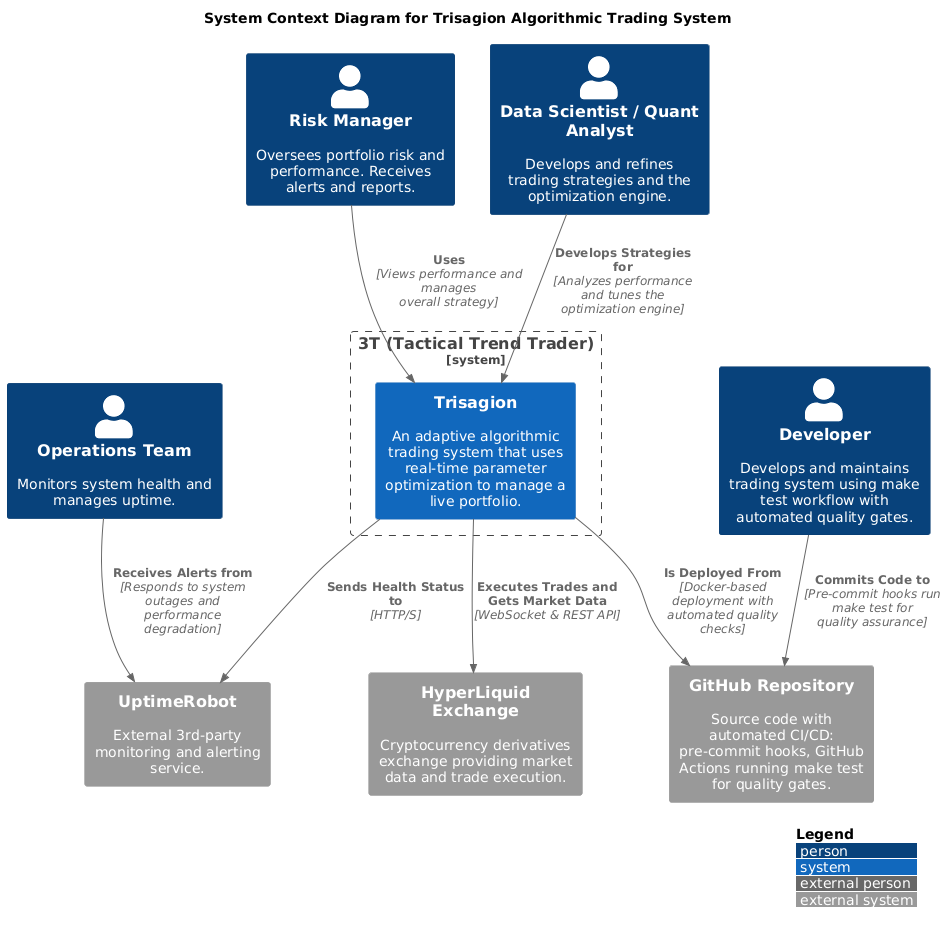 System Context Diagram for Trisagion Algorithmic Trading System
Risk Manager
Oversees portfolio risk and
performance. Receives
alerts and reports.
Data Scientist / Quant
Analyst
Develops and refines
trading strategies and the
optimization engine.
Uses
[Views performance and
manages
overall strategy]
Develops Strategies
for
[Analyzes performance
and tunes the
optimization engine]
3T (Tactical Trend Trader)
[system]
Operations Team
Monitors system health and
manages uptime.
Trisagion
An adaptive algorithmic
trading system that uses
real-time parameter
optimization to manage a
live portfolio.
Developer
Develops and maintains
trading system using make
test workflow with
automated quality gates.
Receives Alerts from
[Responds to system
outages and
performance
degradation]
Sends Health Status
to
[HTTP/S]
Executes Trades and
Gets Market Data
[WebSocket & REST API]
Is Deployed From
[Docker-based
deployment with
automated quality
checks]
Commits Code to
[Pre-commit hooks run
make test for
quality assurance]
UptimeRobot
External 3rd-party
monitoring and alerting
service.
HyperLiquid
Exchange
Cryptocurrency derivatives
exchange providing market
data and trade execution.
GitHub Repository
Source code with
automated CI/CD:
pre-commit hooks, GitHub
Actions running make test
for quality gates.
Legend
person
system
external person
external system